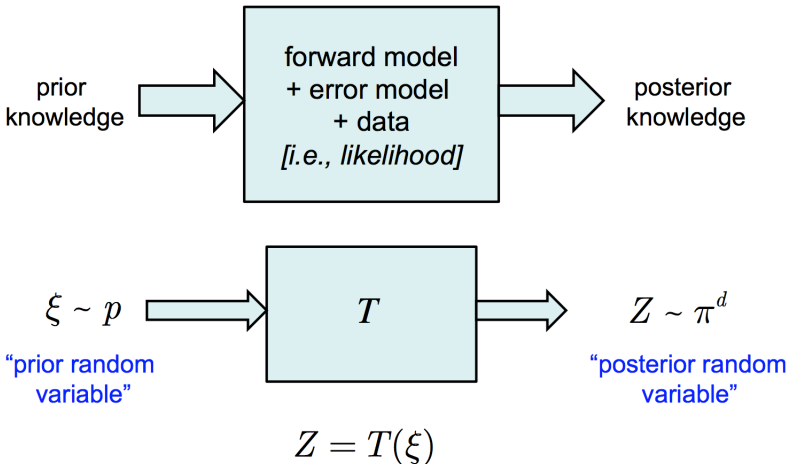 prior
knowledge
forward model
+ error model
+ data
[i.e., likelihood]
posterior
knowledge
ξ ~ p
T
Z ~ π^d
“prior random
variable”
“posterior random
variable”
Z = T(ξ)